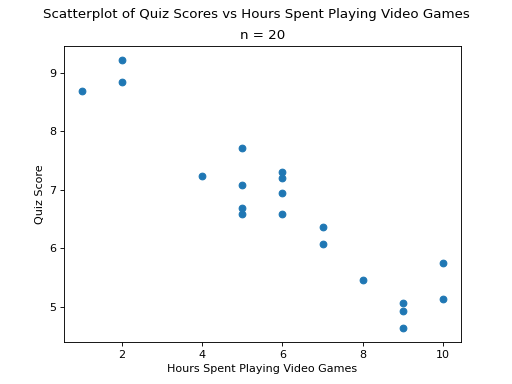 Scatterplot of Quiz Scores vs Hours Spent Playing Video Games
n = 20
9
8
7
6
5
Quiz Score
2 4 6 8 10
Hours Spent Playing Video Games